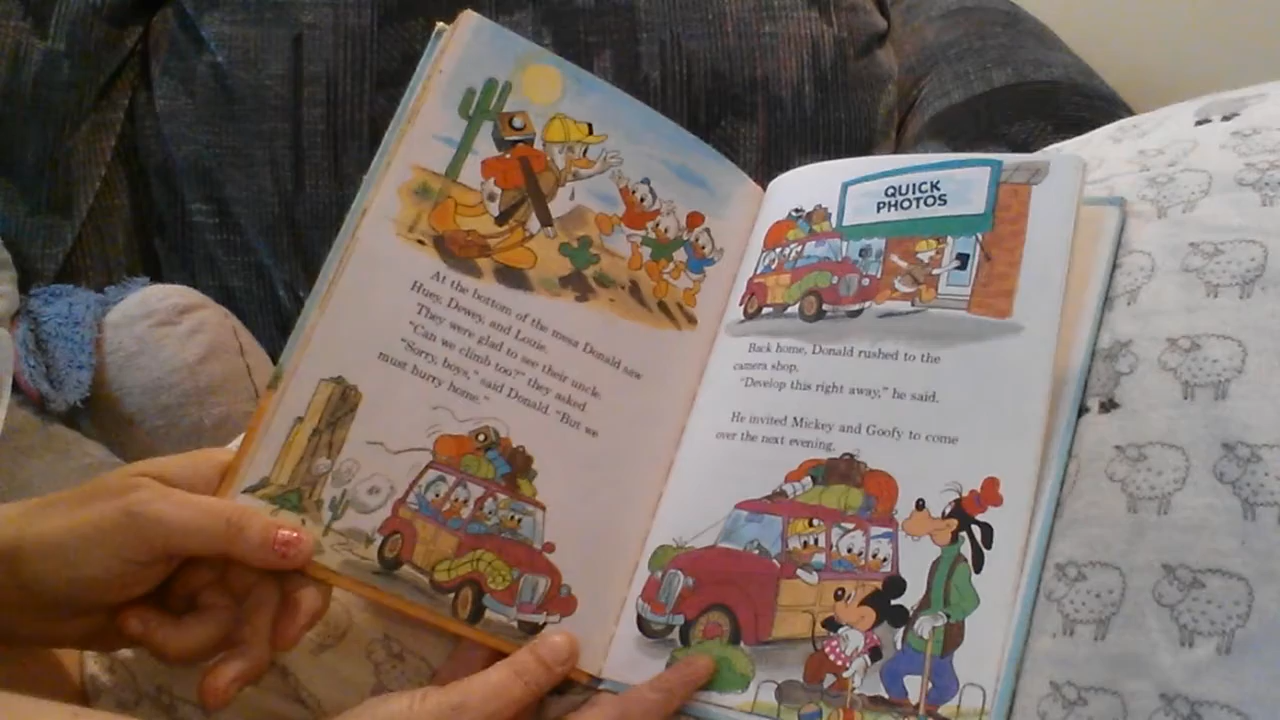 At the bottom of the mesa Donald saw
Huey, Dewey, and Louie.
They were glad to see their uncle.
"Can we climb too?" they asked.
"Sorry, boys," said Donald. "But we
must hurry home."
QUICK
PHOTOS
Back home, Donald rushed to the
camera shop.
"Develop this right away," he said.
He invited Mickey and Goofy to come
over the next evening.